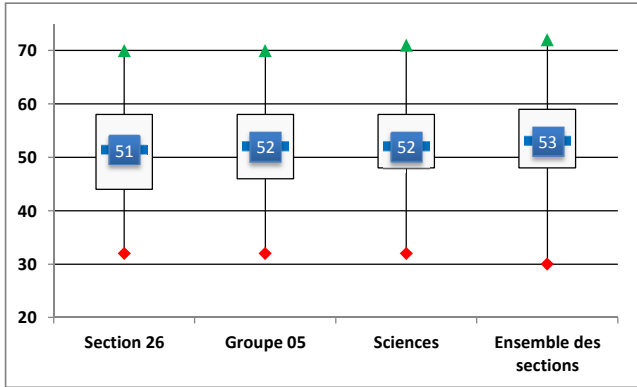 70
60
50
40
30
20
51
52
52
53
Section 26
Groupe 05
Sciences
Ensemble des
sections